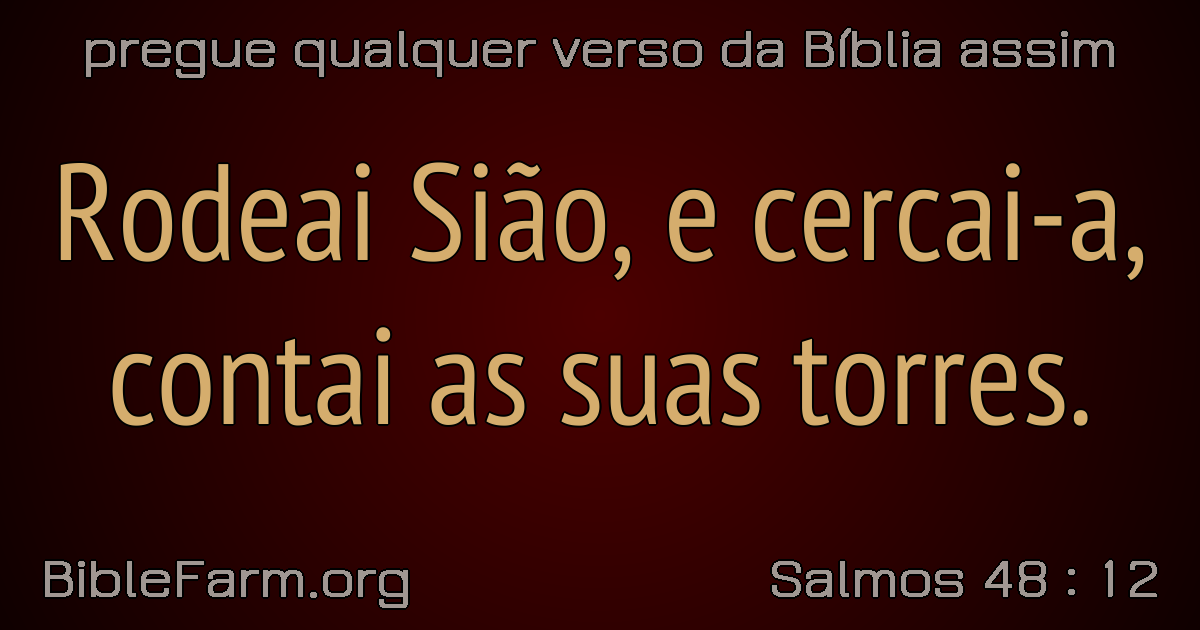 pregue qualquer verso da Bíblia assim
Rodeai Sião, e cercai-a,
contai as suas torres.
BibleFarm.org
Salmos 48 : 12